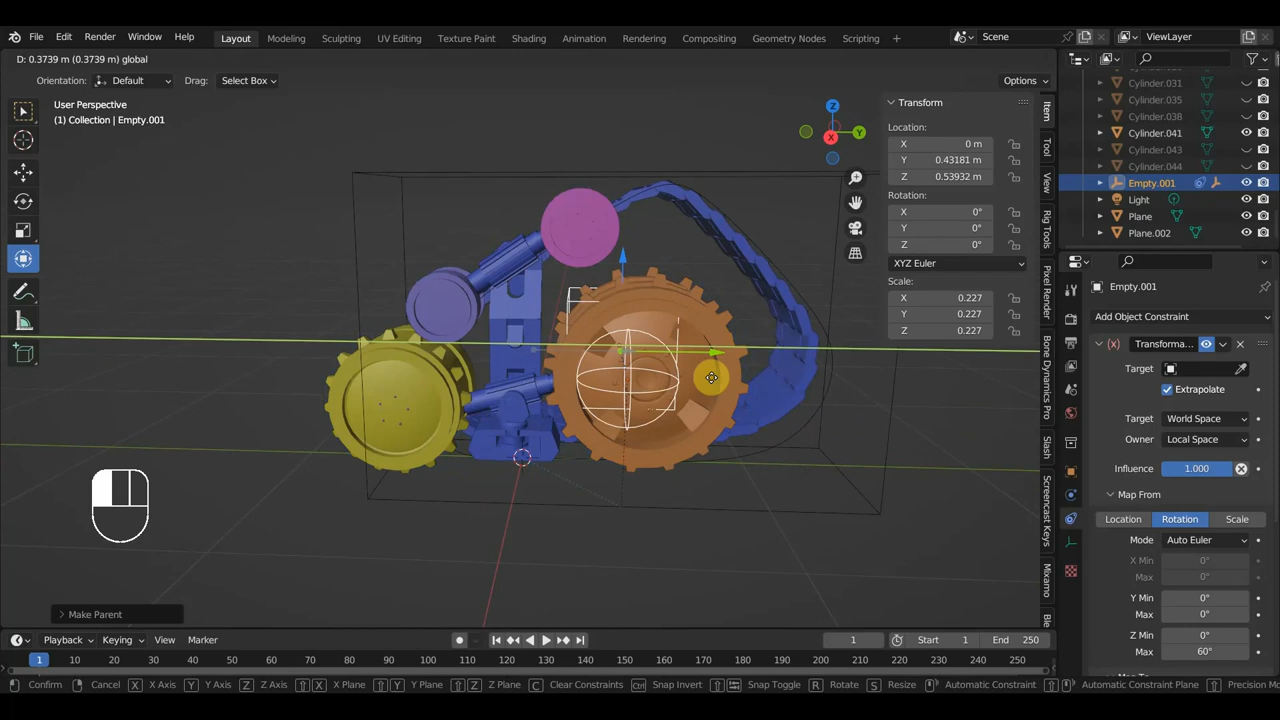 File Edit Render Window Help Layout Modeling Sculpting UV Editing Texture Paint Shading Animation Rendering Compositing Geometry Nodes Scripting + Scene ViewLayer
D: 0.3739 m (0.3739 m) global
Orientation: Default Drag: Select Box Options
User Perspective
(1) Collection | Empty.001
Z
Y
X
Transform
Location:
X 0 m
Y 0.43181 m
Z 0.53932 m
Rotation:
X 0°
Y 0°
Z 0°
XYZ Euler
Scale:
X 0.227
Y 0.227
Z 0.227
Item
Tool
View
Rig Tools
Pixel Render
Bone Dynamics Pro
Slash
Screencast Keys
Mixamo
Ble
Cylinder.031
Cylinder.035
Cylinder.038
Cylinder.041
Cylinder.043
Cylinder.044
Empty.001
Light
Plane
Plane.002
Empty.001
Add Object Constraint
Transforma...
Target
Extrapolate
Target World Space
Owner Local Space
Influence 1.000
Map From
Location Rotation Scale
Mode Auto Euler
X Min 0°
Max 0°
Y Min 0°
Max 0°
Z Min 0°
Max 60°
Make Parent
Playback Keying View Marker 1 Start 1 End 250
1 10 20 30 40 50 60 70 80 90 100 110 120 130 140 150 160 170 180 190 200 210 220 230 240 250
Confirm Cancel X X Axis Y Y Axis Z Z Axis X X Plane Y Y Plane Z Z Plane C Clear Constraints Ctrl Snap Invert Snap Toggle R Rotate S Resize Automatic Constraint Automatic Constraint Plane Precision Mo